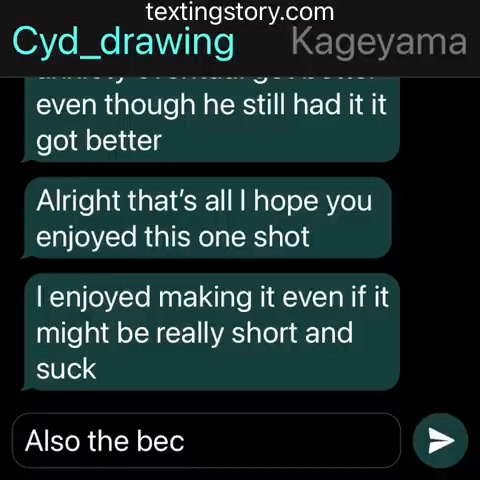 textingstory.com
Cyd_drawing Kageyama
even though he still had it it
got better
Alright that's all I hope you
enjoyed this one shot
I enjoyed making it even if it
might be really short and
suck
Also the bec